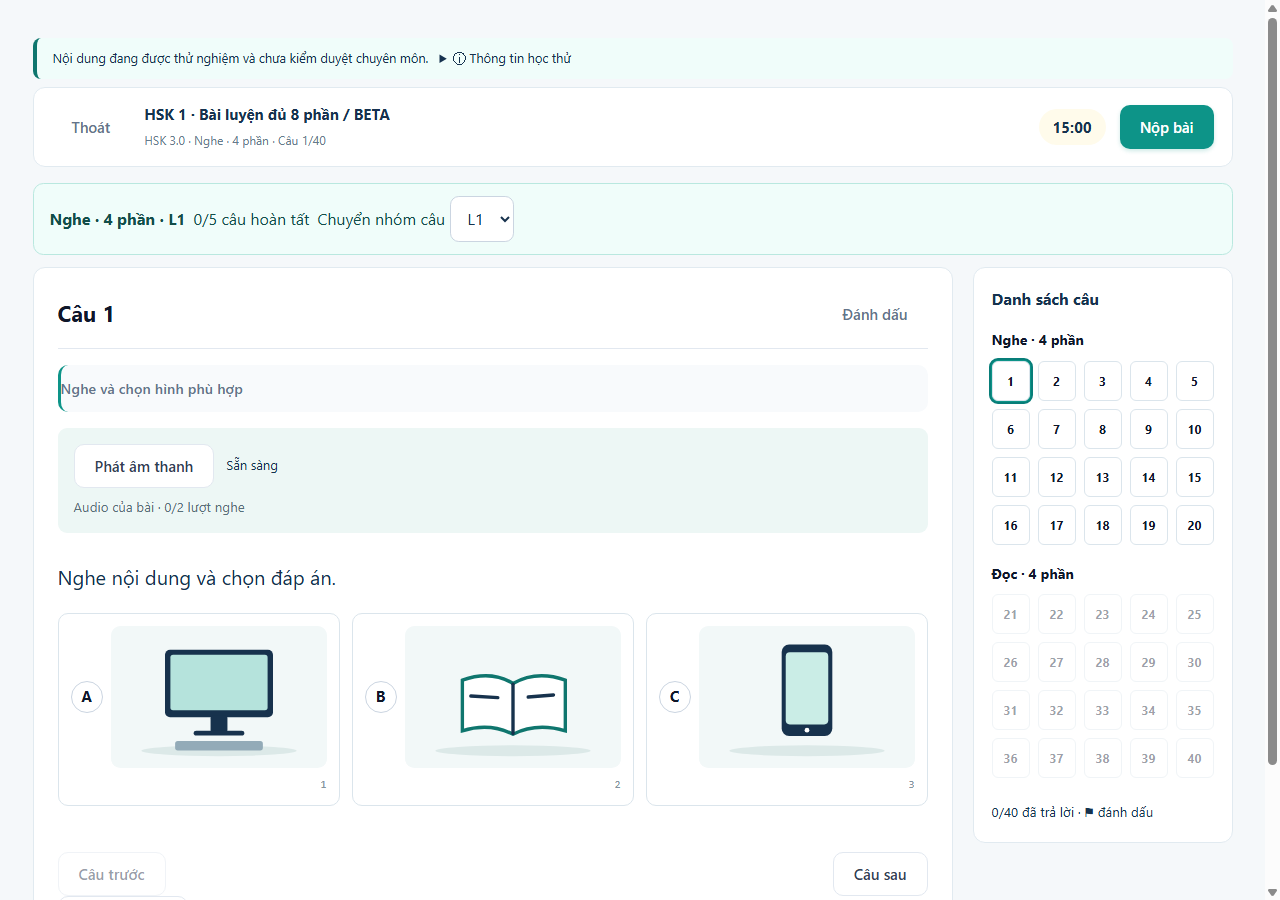 Nội dung đang được thử nghiệm và chưa kiểm duyệt chuyên môn. ▶ ⓘ Thông tin học thử
Thoát
HSK 1 · Bài luyện đủ 8 phần / BETA
HSK 3.0 · Nghe · 4 phần · Câu 1/40
15:00
Nộp bài
Nghe · 4 phần · L1 0/5 câu hoàn tất Chuyển nhóm câu L1
Câu 1
Đánh dấu
Nghe và chọn hình phù hợp
Phát âm thanh
Sẵn sàng
Audio của bài · 0/2 lượt nghe
Nghe nội dung và chọn đáp án.
A
1
B
2
C
3
Câu trước
Câu sau
Danh sách câu
Nghe · 4 phần
1 2 3 4 5
6 7 8 9 10
11 12 13 14 15
16 17 18 19 20
Đọc · 4 phần
21 22 23 24 25
26 27 28 29 30
31 32 33 34 35
36 37 38 39 40
0/40 đã trả lời · ⚑ đánh dấu